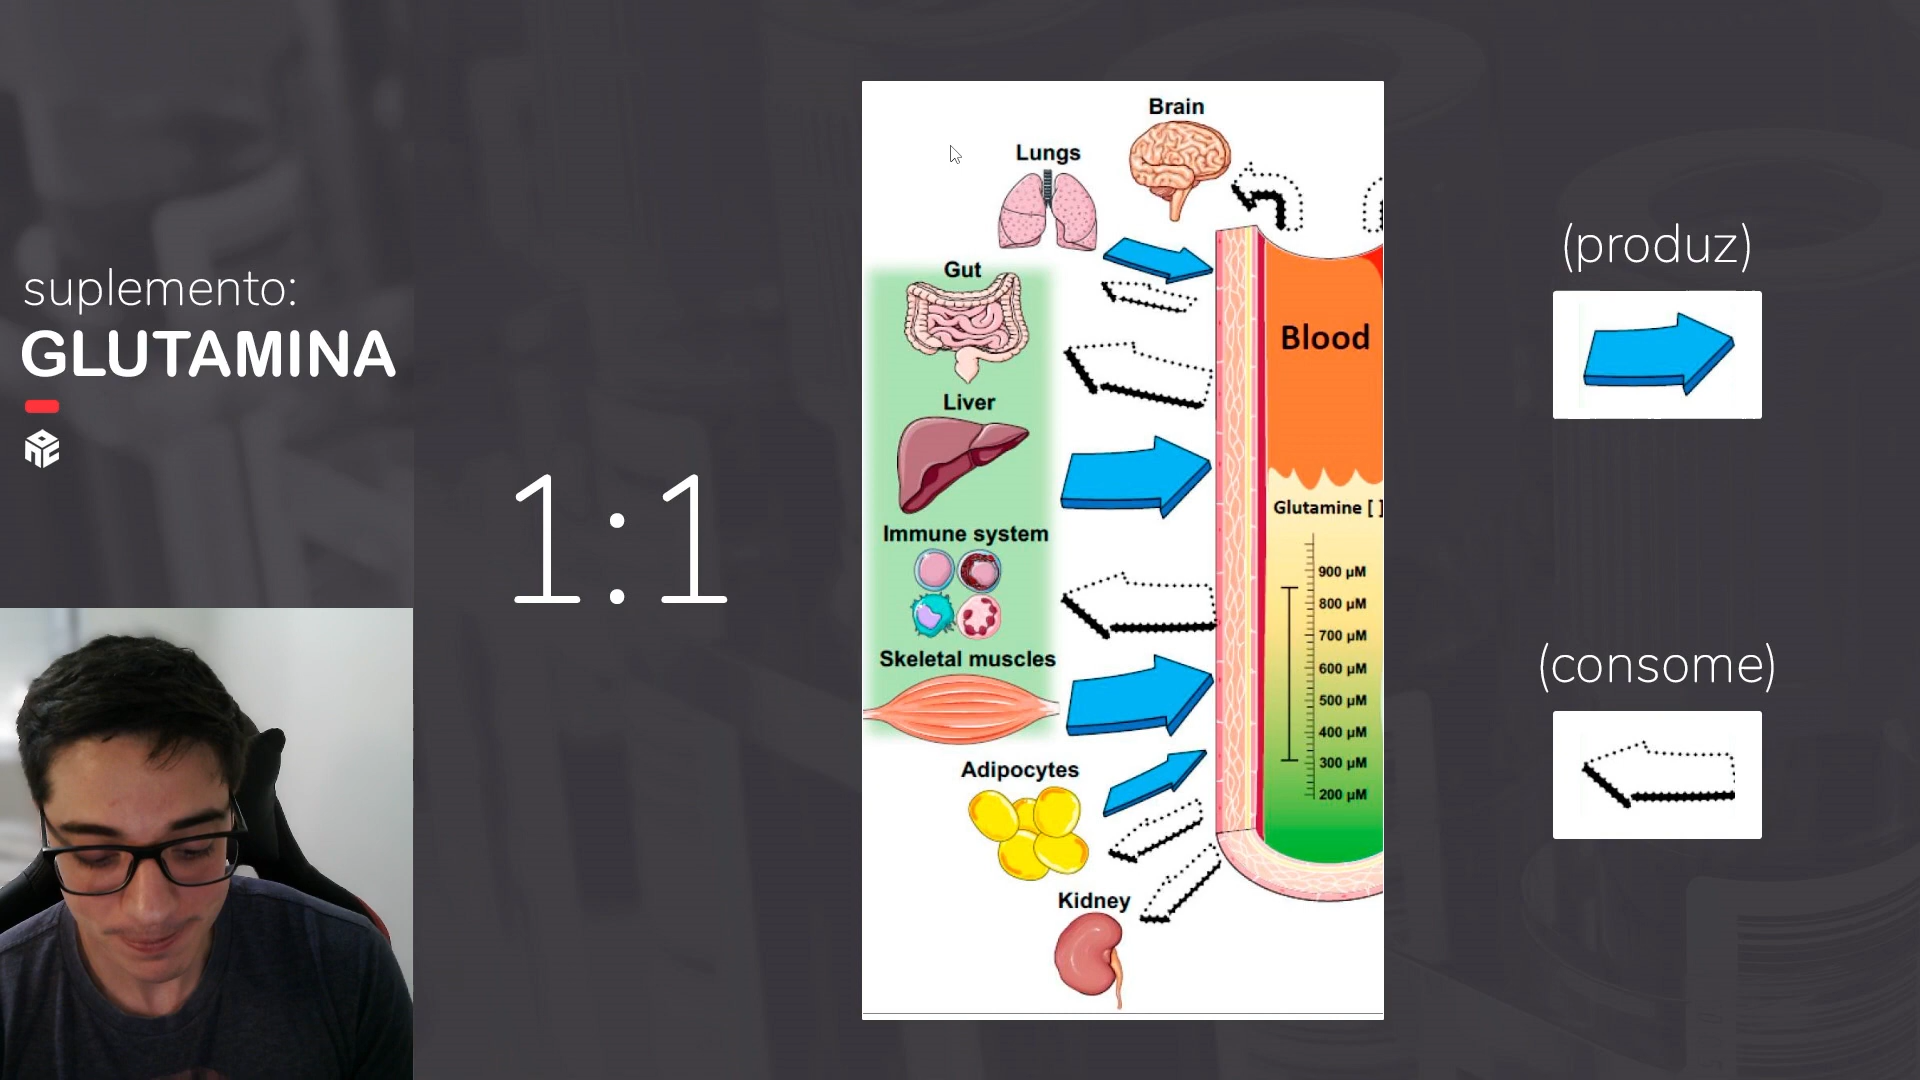 suplemento:
GLUTAMINA
1:1
Brain
Lungs
Gut
Liver
Immune system
Skeletal muscles
Adipocytes
Kidney
Blood
Glutamine [ ]
900 µM
800 µM
700 µM
600 µM
500 µM
400 µM
300 µM
200 µM
(produz)
(consome)